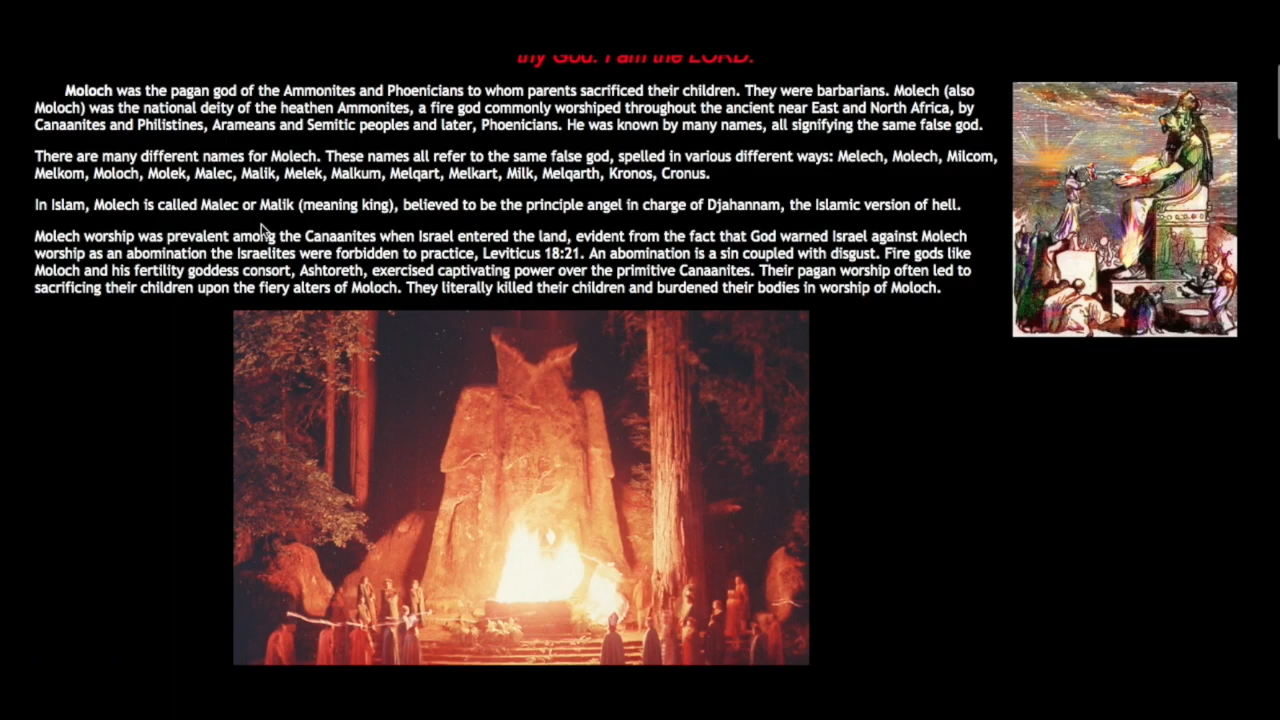 thy God: I am the LORD.
Moloch was the pagan god of the Ammonites and Phoenicians to whom parents sacrificed their children. They were barbarians. Molech (also
Moloch) was the national deity of the heathen Ammonites, a fire god commonly worshiped throughout the ancient near East and North Africa, by
Canaanites and Philistines, Arameans and Semitic peoples and later, Phoenicians. He was known by many names, all signifying the same false god.
There are many different names for Molech. These names all refer to the same false god, spelled in various different ways: Melech, Molech, Milcom,
Melkom, Moloch, Molek, Malec, Malik, Melek, Malkum, Melqart, Melkart, Milk, Melqarth, Kronos, Cronus.
In Islam, Molech is called Malec or Malik (meaning king), believed to be the principle angel in charge of Djahannam, the Islamic version of hell.
Molech worship was prevalent among the Canaanites when Israel entered the land, evident from the fact that God warned Israel against Molech
worship as an abomination the Israelites were forbidden to practice, Leviticus 18:21. An abomination is a sin coupled with disgust. Fire gods like
Moloch and his fertility goddess consort, Ashtoreth, exercised captivating power over the primitive Canaanites. Their pagan worship often led to
sacrificing their children upon the fiery alters of Moloch. They literally killed their children and burdened their bodies in worship of Moloch.